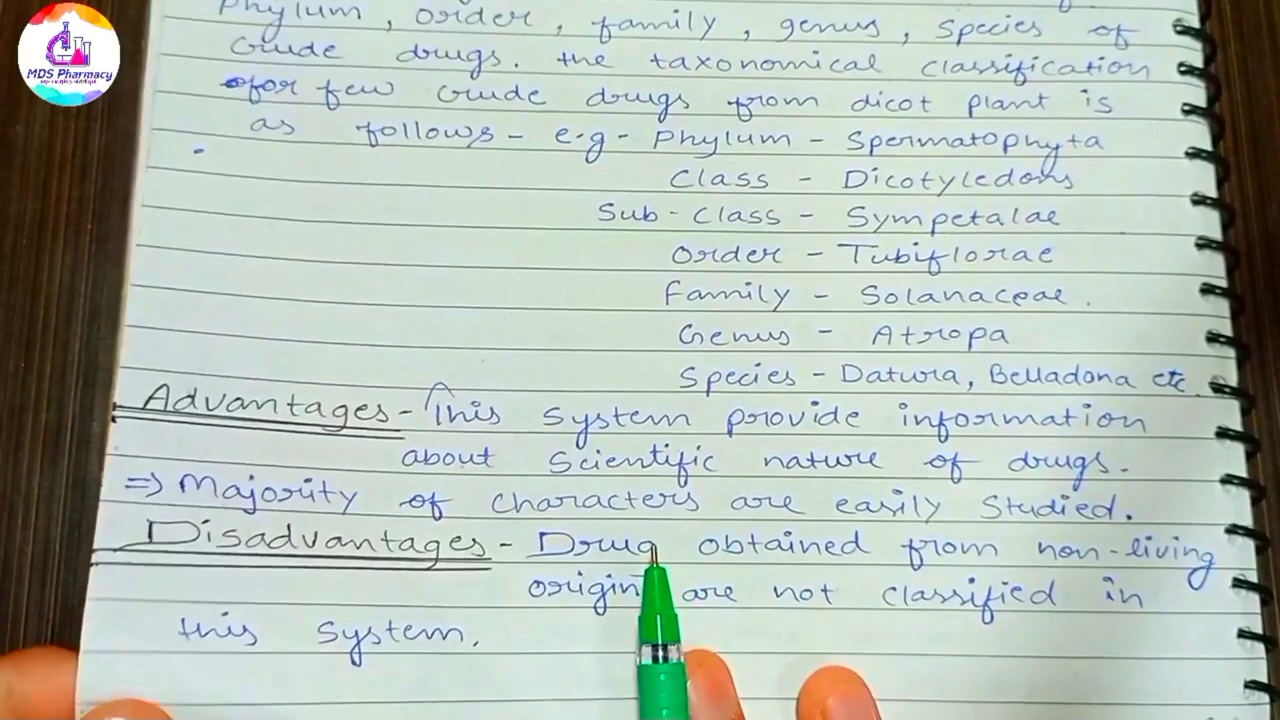 MDS Pharmacy
Phylum, order, family, genus, Species of
crude drugs, the taxonomical classification
for few crude drugs from dicot plant is
as follows - e.g - Phylum - Spermatophyta
Class - Dicotyledons
Sub-Class - Sympetalae
Order - Tubiflorae
Family - Solanaceae.
Genus - Atropa
Species - Datura, Belladona etc.
Advantages - This System provide information
about Scientific nature of drugs.
⇒ Majority of characters are easily Studied.
Disadvantages - Drug obtained from non-living
origin are not classified in
this System.